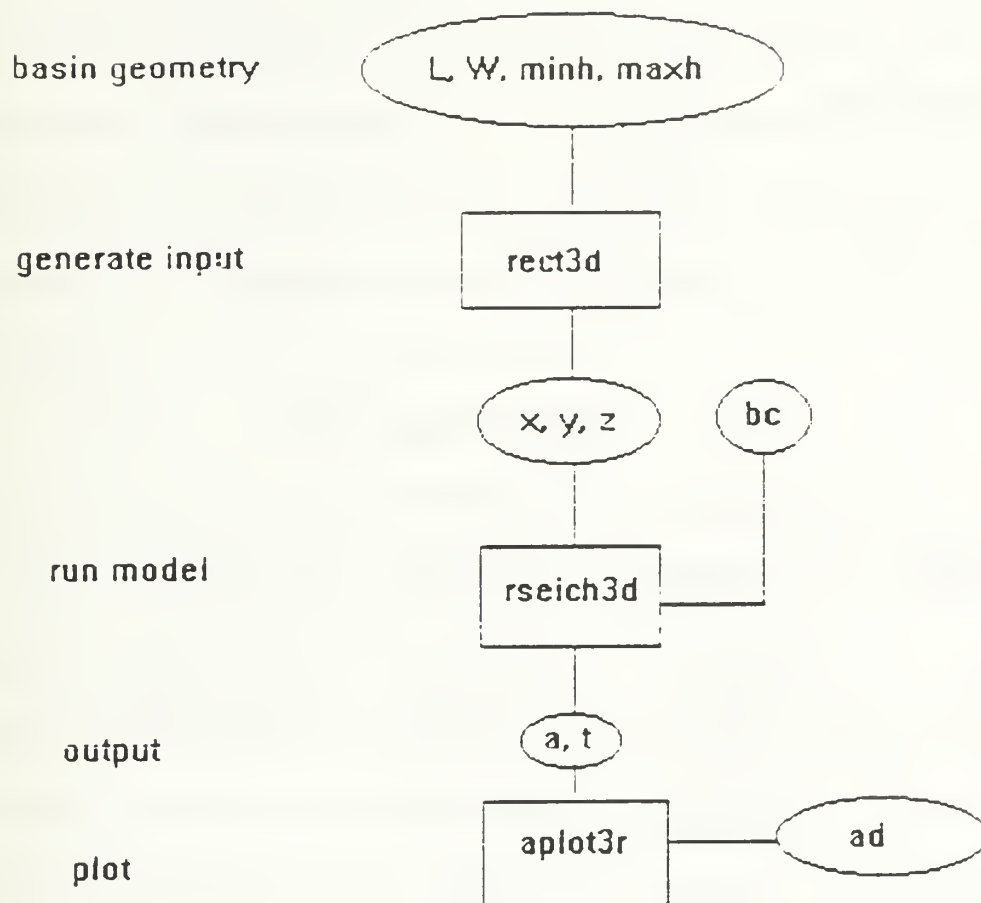 basin geometry
L, W, minh, maxh
generate input
rect3d
x, y, z
bc
run model
rseich3d
output
a, t
plot
aplot3r
ad